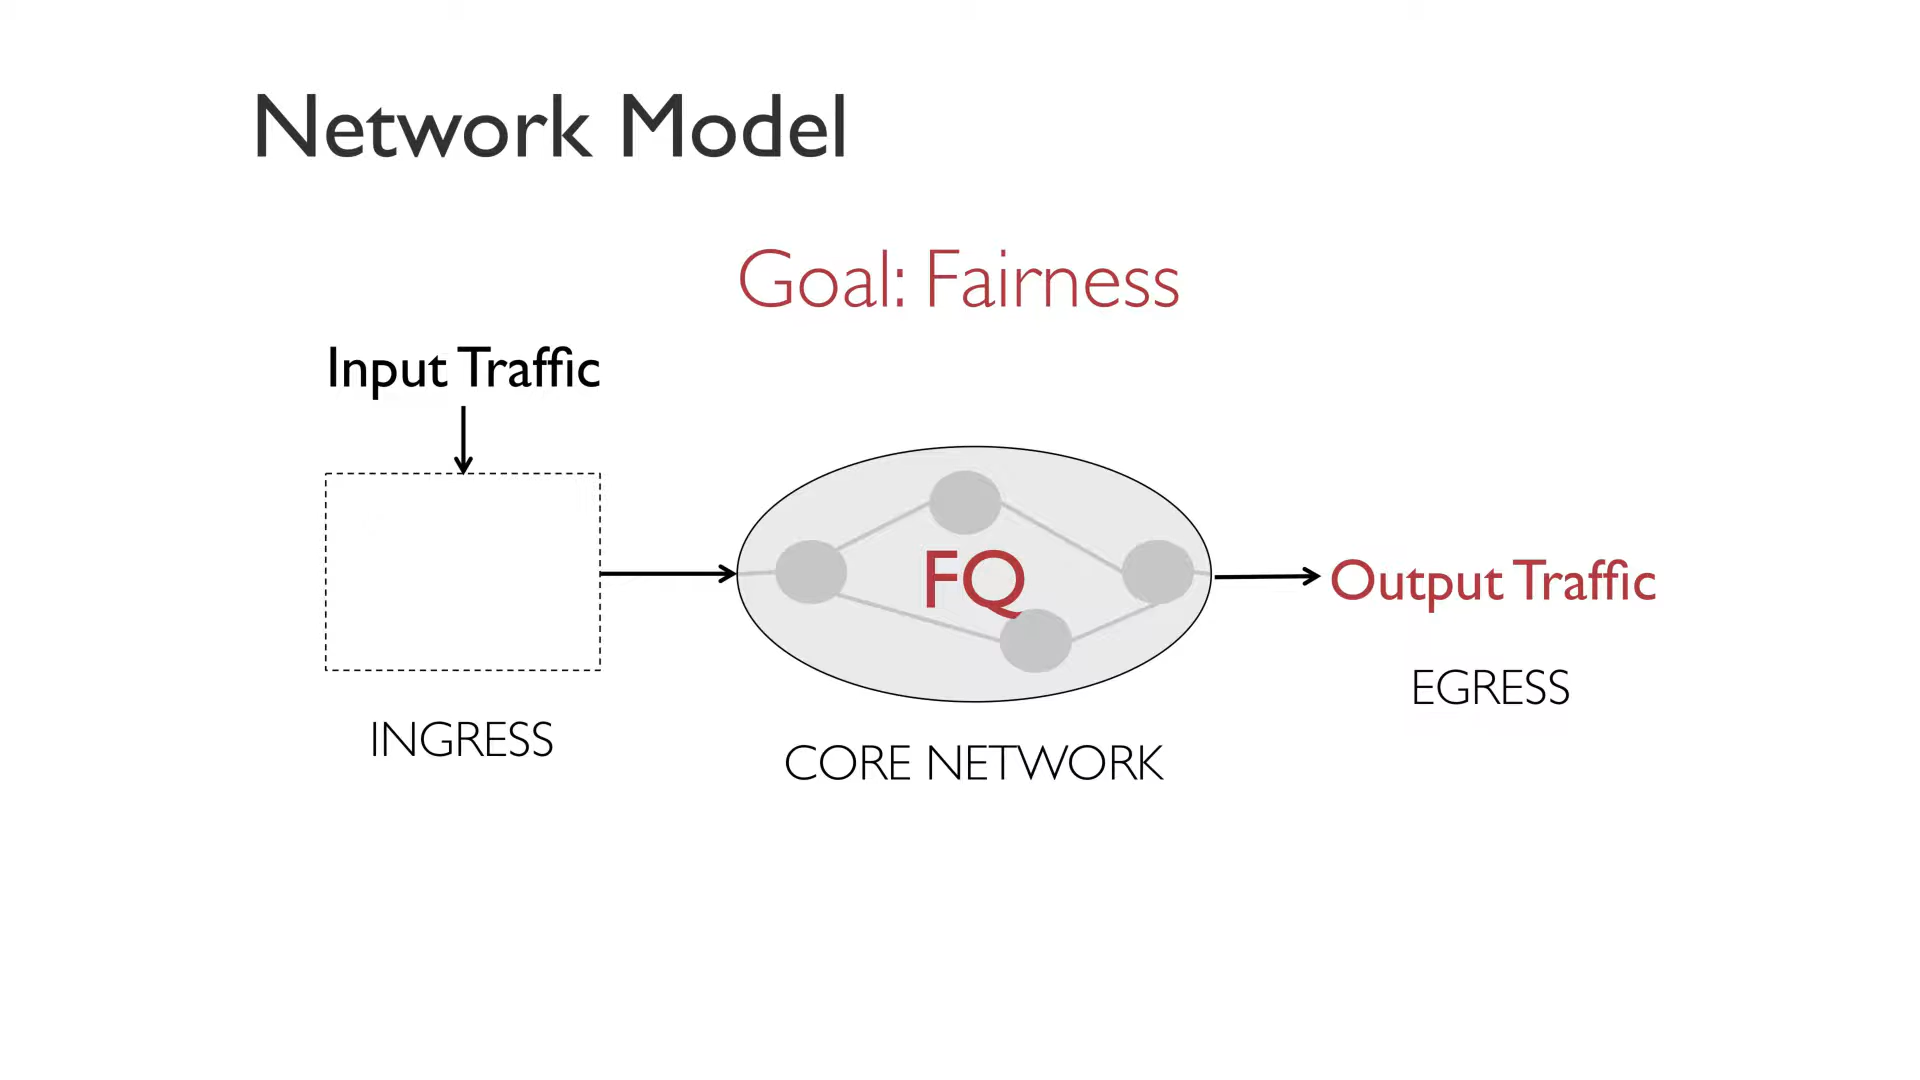 Network Model
Goal: Fairness
Input Traffic
FQ
Output Traffic
EGRESS
INGRESS
CORE NETWORK